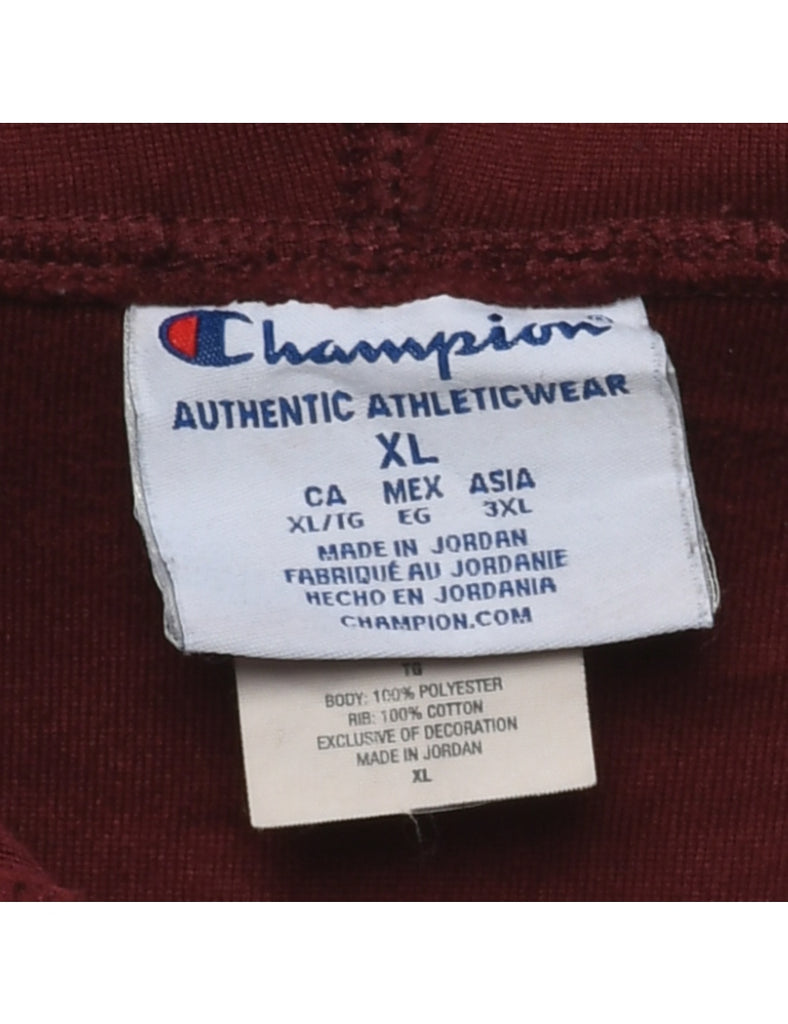 Champion®
AUTHENTIC ATHLETICWEAR
XL
CA MEX ASIA
XL/TG EG 3XL
MADE IN JORDAN
FABRIQUÉ AU JORDANIE
HECHO EN JORDANIA
CHAMPION.COM
TG
BODY: 100% POLYESTER
RIB: 100% COTTON
EXCLUSIVE OF DECORATION
MADE IN JORDAN
XL